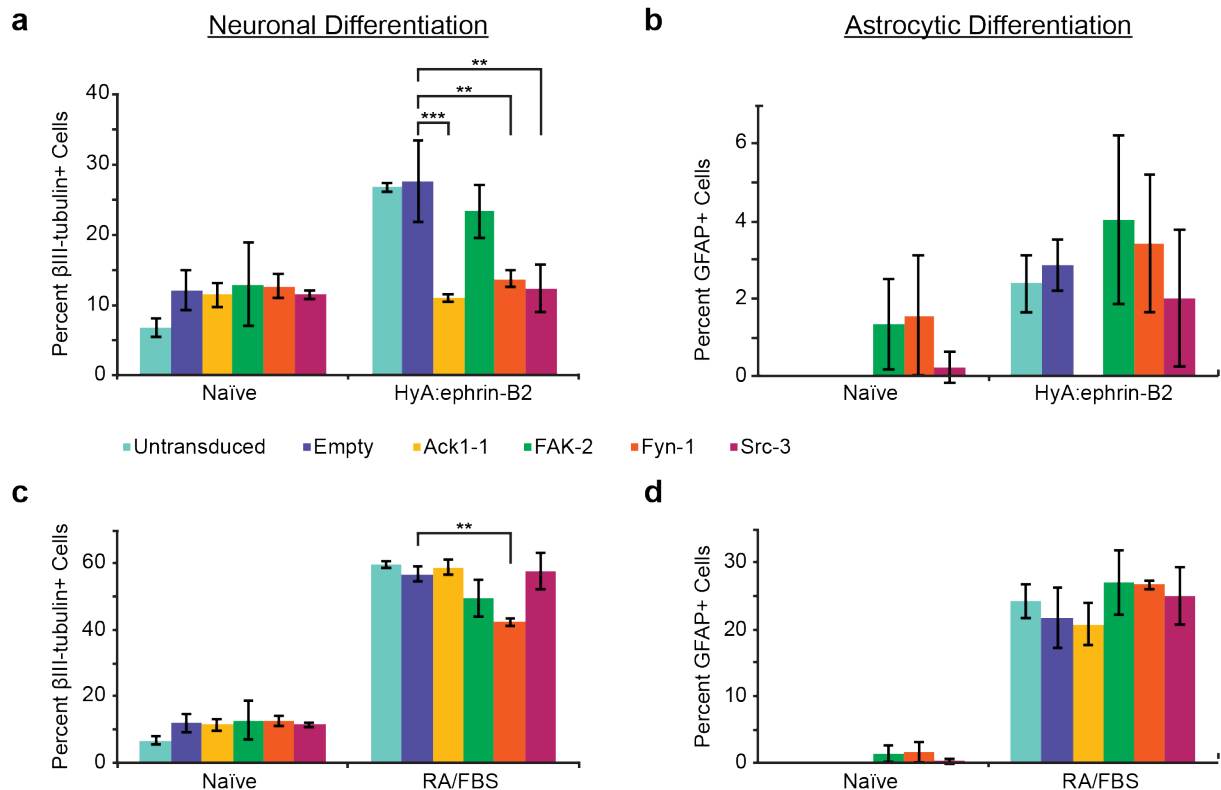 a
Neuronal Differentiation
Percent βIII-tubulin+ Cells
40
30
20
10
0
***
**
**
Naïve
HyA:ephrin-B2
b
Astrocytic Differentiation
Percent GFAP+ Cells
6
4
2
0
Naïve
HyA:ephrin-B2
Untransduced Empty Ack1-1 FAK-2 Fyn-1 Src-3
c
Percent βIII-tubulin+ Cells
60
40
20
0
**
Naïve
RA/FBS
d
Percent GFAP+ Cells
30
20
10
0
Naïve
RA/FBS